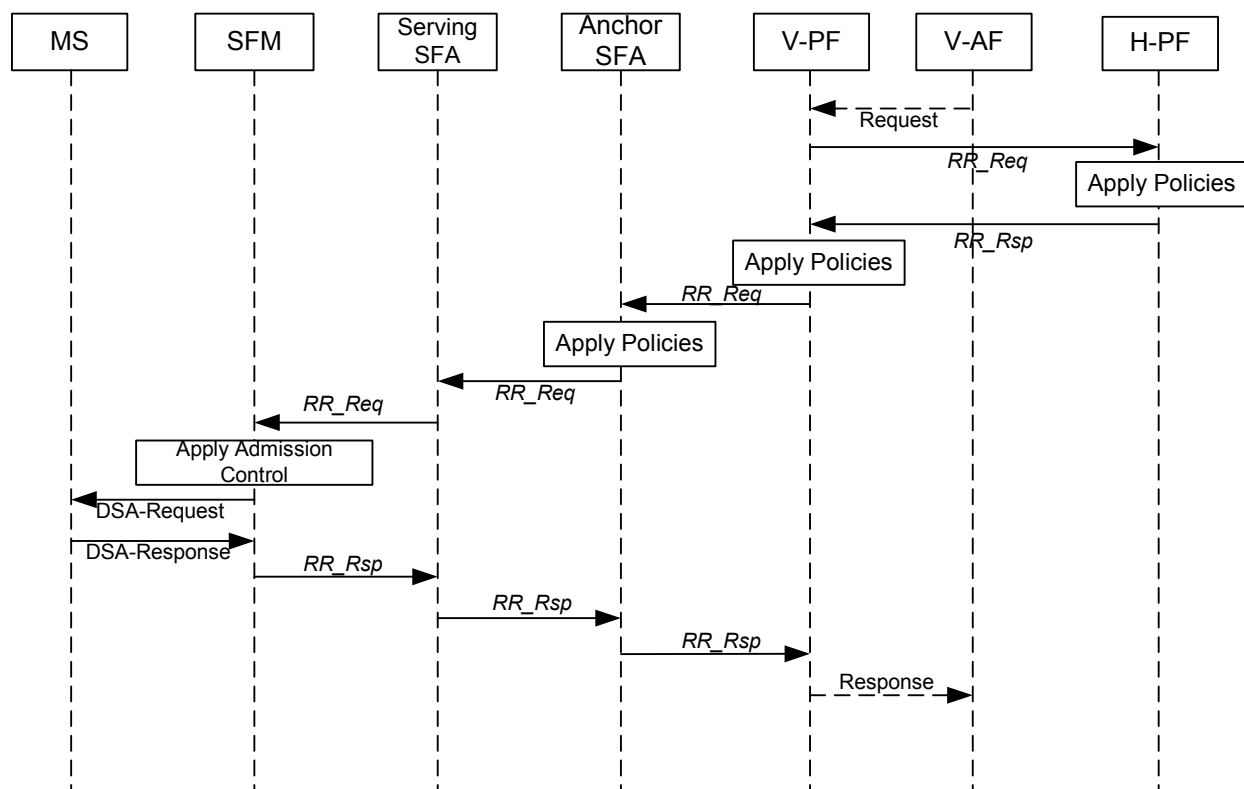 MS
SFM
Serving
SFA
Anchor
SFA
V-PF
V-AF
H-PF
Request
RR_Req
Apply Policies
RR_Rsp
Apply Policies
RR_Req
Apply Policies
RR_Req
RR_Req
Apply Admission
Control
DSA-Request
DSA-Response
RR_Rsp
RR_Rsp
RR_Rsp
Response